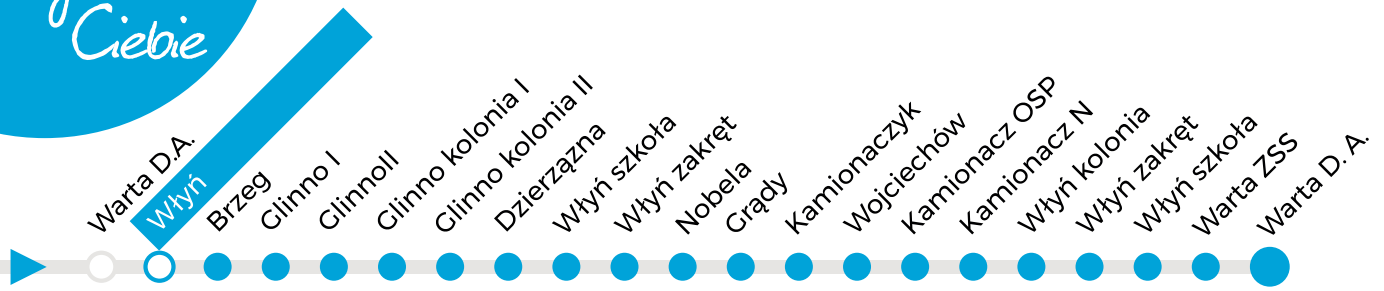 Ciebie
Warta D.A.
Włyń
Brzeg
Glinno I
GlinnoII
Glinno kolonia I
Glinno kolonia II
Dzierzązna
Włyń szkoła
Włyń zakręt
Nobela
Grądy
Kamionaczyk
Wojciechów
Kamionacz OSP
Kamionacz N
Włyń kolonia
Włyń zakręt
Włyń szkoła
Warta ZSS
Warta D. A.